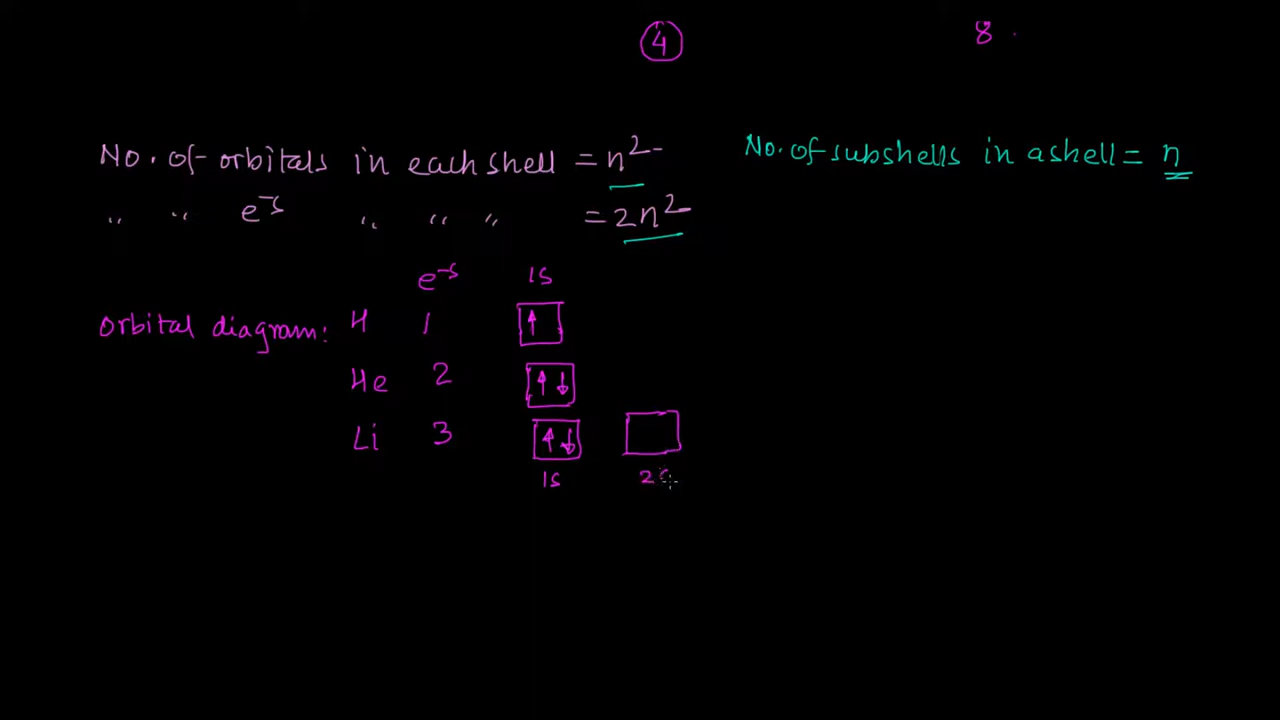 4 8.
No. of orbitals in each shell = n² No. of subshells in a shell = n
" " e⁻s " " " = 2n²
e⁻s 1s
Orbital diagram: H 1 ↑
He 2 ↑↓
Li 3 ↑↓
1s 2s